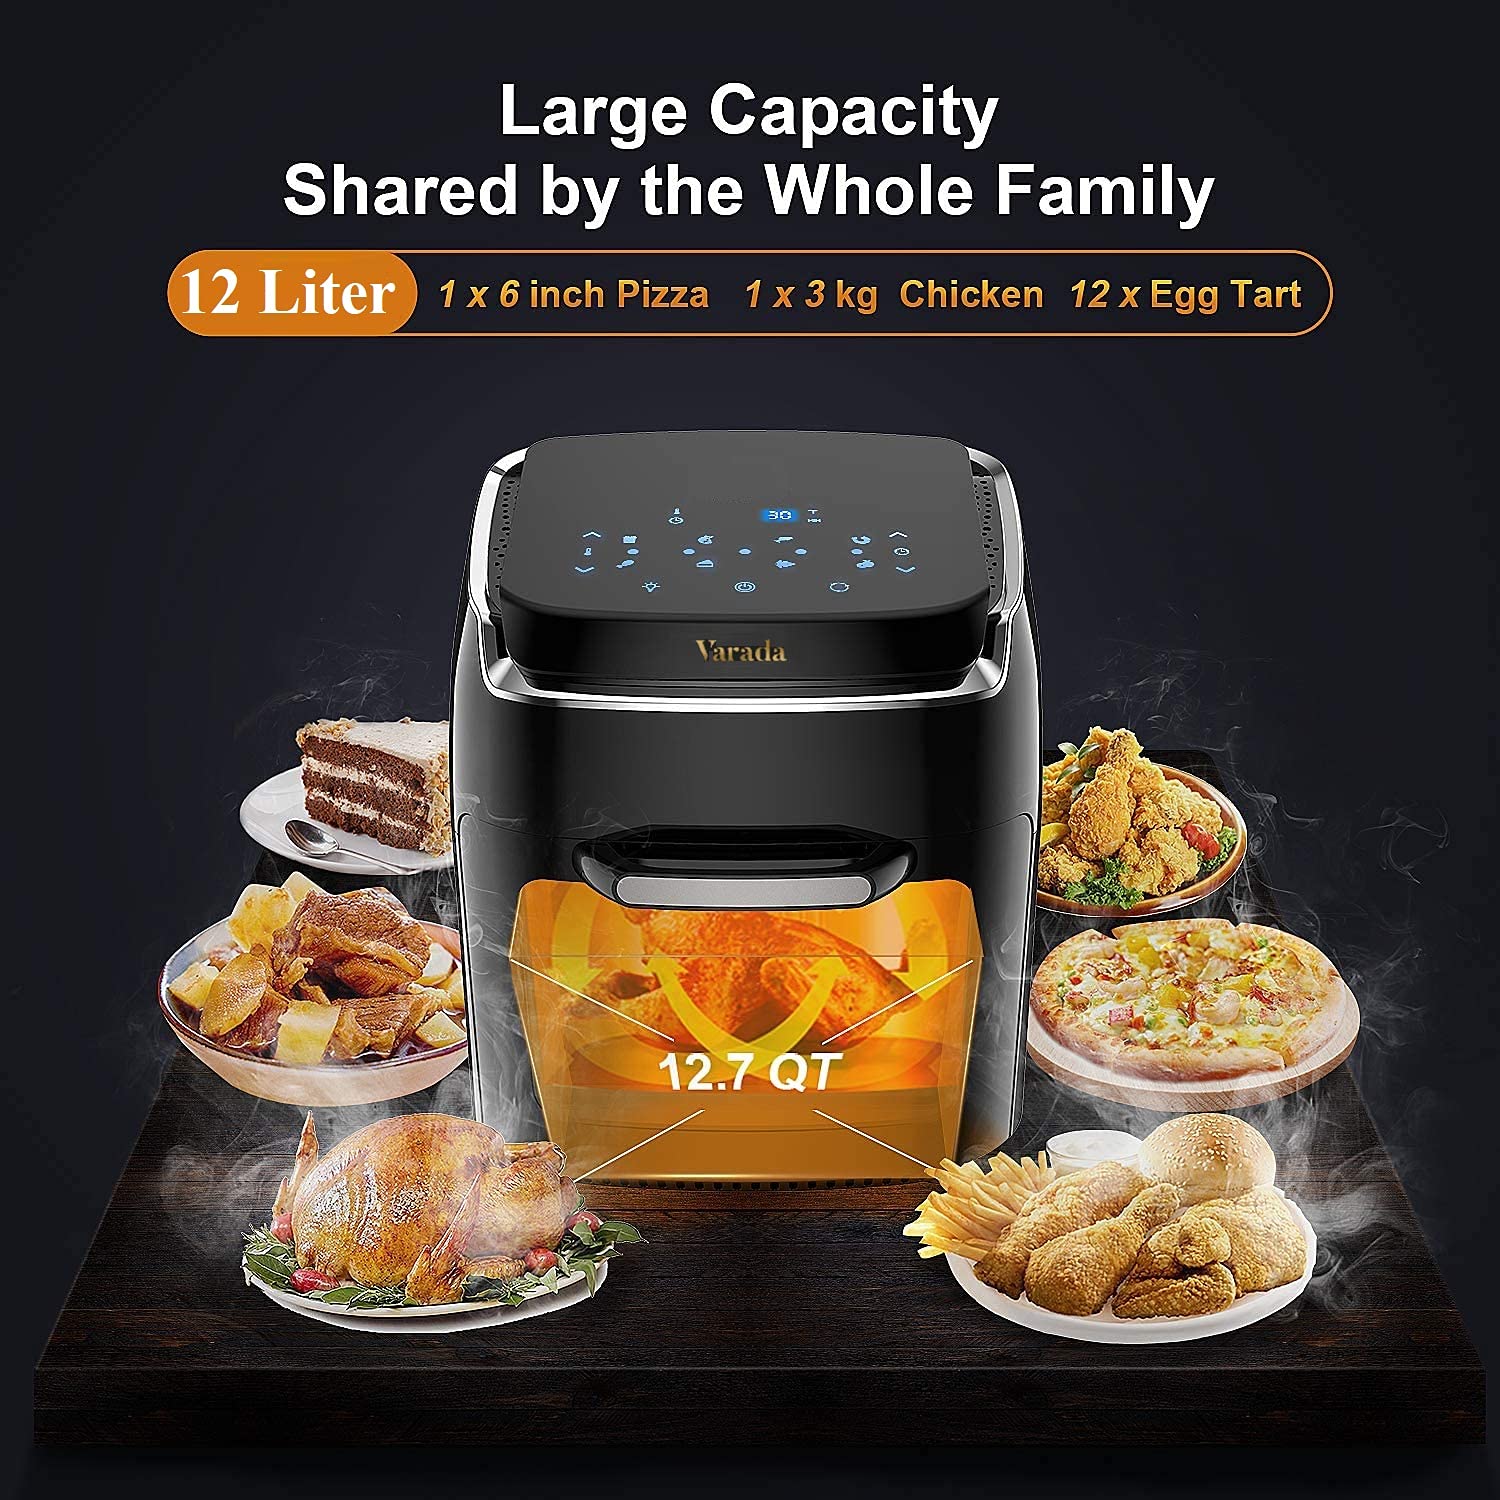 Large Capacity
Shared by the Whole Family
12 Liter 1 x 6 inch Pizza 1 x 3 kg Chicken 12 x Egg Tart
30
Varada
12.7 QT